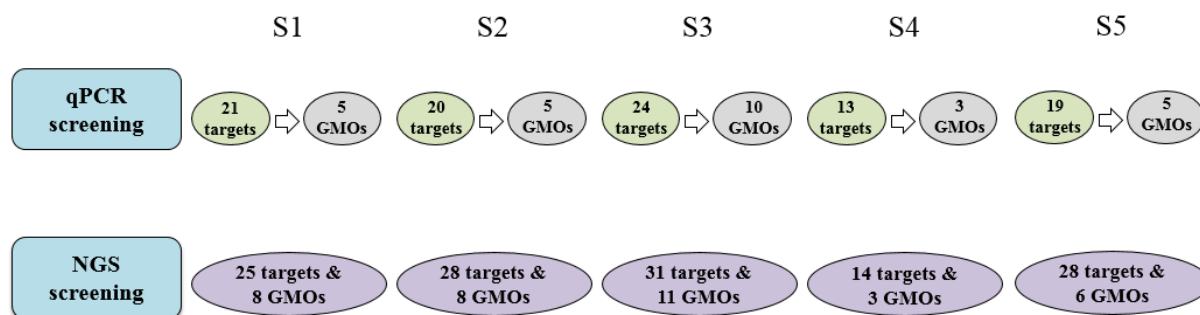 S1 S2 S3 S4 S5
qPCR
screening
21
targets
5
GMOs
20
targets
5
GMOs
24
targets
10
GMOs
13
targets
3
GMOs
19
targets
5
GMOs
NGS
screening
25 targets &
8 GMOs
28 targets &
8 GMOs
31 targets &
11 GMOs
14 targets &
3 GMOs
28 targets &
6 GMOs